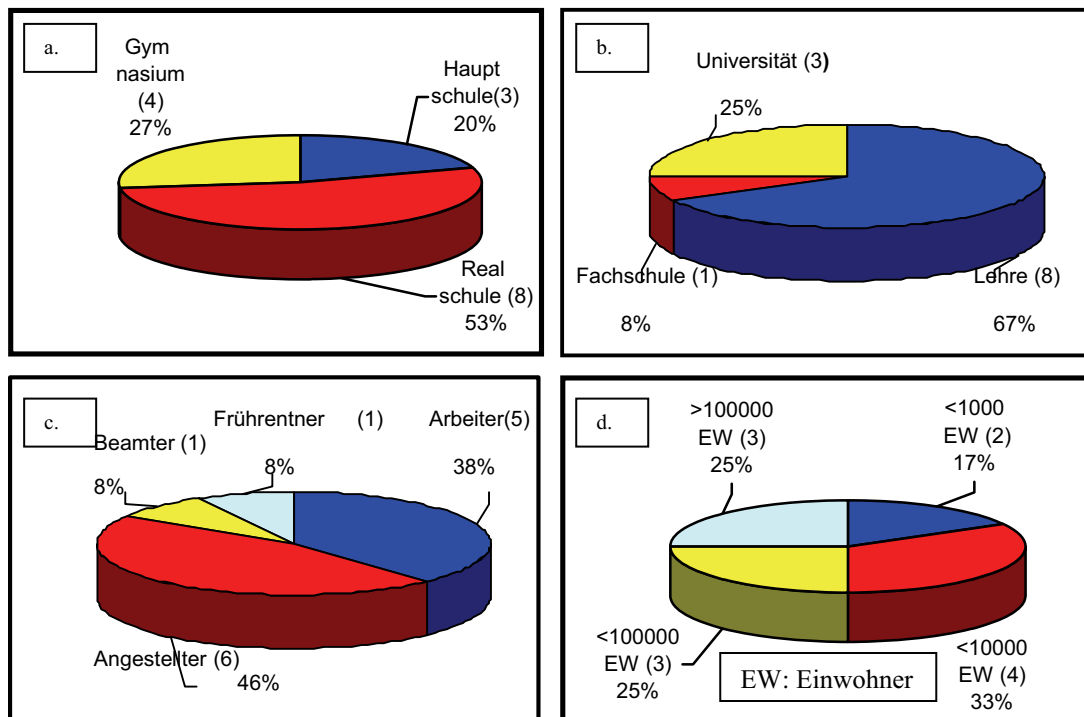 a.
Gym
nasium
(4)
27%
Haupt
schule(3)
20%
Real
schule (8)
53%
b.
Universität (3)
25%
Fachschule (1)
8%
Lehre (8)
67%
c.
Frührentner (1)
8%
Arbeiter(5)
38%
Beamter (1)
8%
Angestellter (6)
46%
d.
>100000
EW (3)
25%
<1000
EW (2)
17%
<100000
EW (3)
25%
<10000
EW (4)
33%
EW: Einwohner